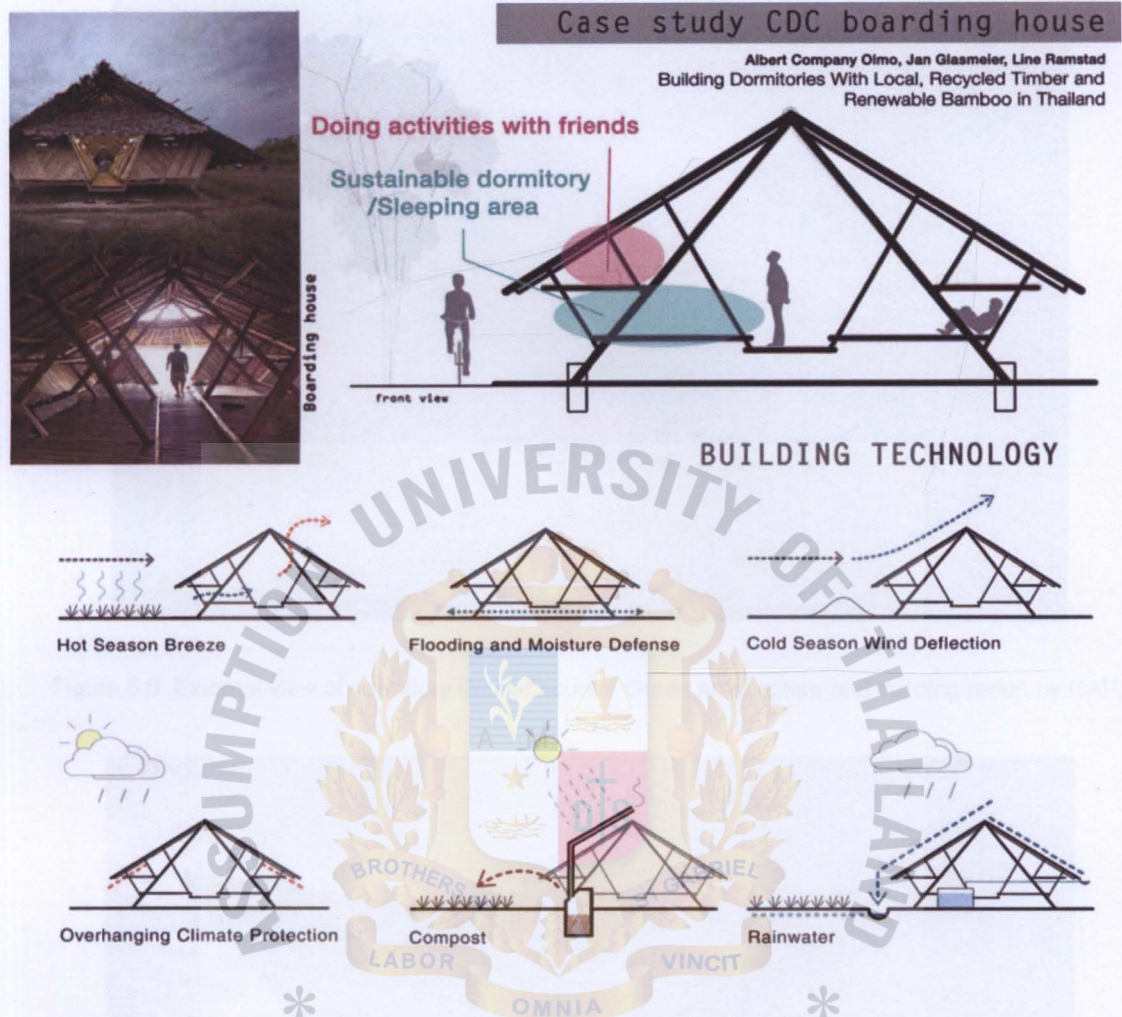 Case study CDC boarding house
Albert Company Olmo, Jan Glasmeier, Line Ramstad
Building Dormitories With Local, Recycled Timber and
Renewable Bamboo in Thailand
Doing activities with friends
Sustainable dormitory
/Sleeping area
Boarding house
front view
BUILDING TECHNOLOGY
Hot Season Breeze
Flooding and Moisture Defense
Cold Season Wind Deflection
Overhanging Climate Protection
Compost
Rainwater
ASSUMPTION UNIVERSITY OF THAILAND
A M
D S
BROTHERS
ST GABRIEL
LABOR
OMNIA
VINCIT
* *